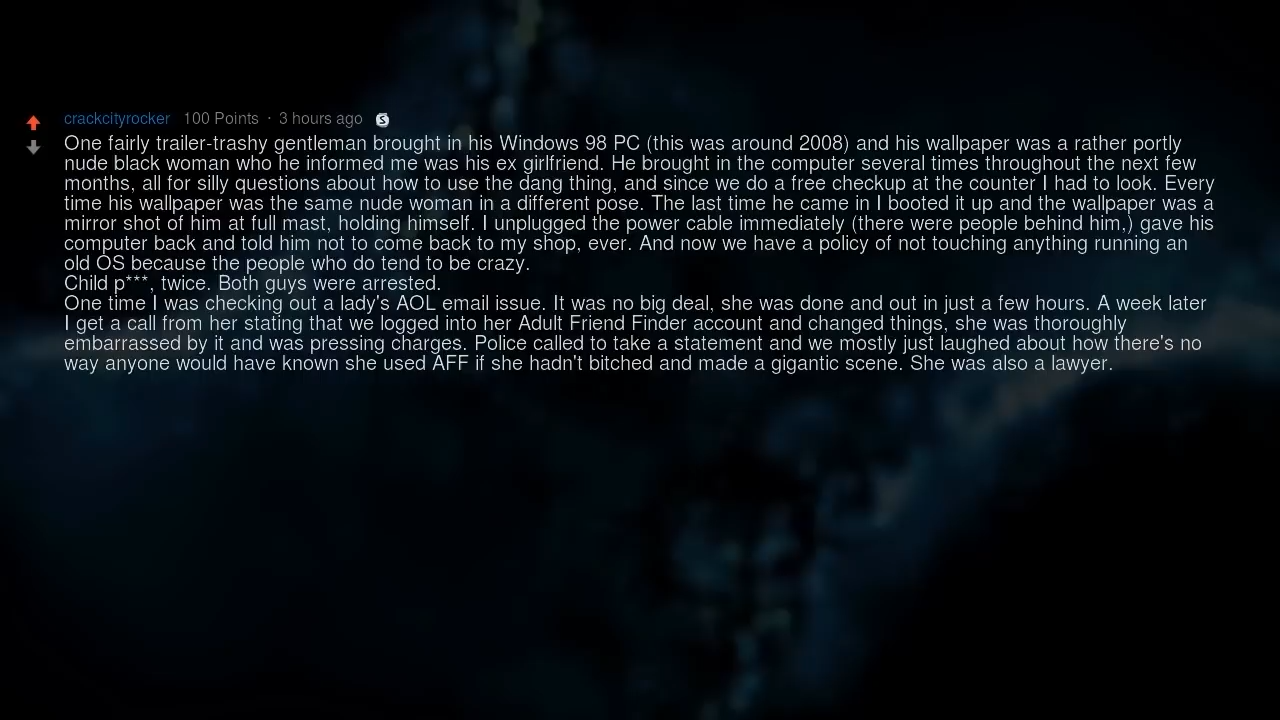 crackcityrocker 100 Points · 3 hours ago
One fairly trailer-trashy gentleman brought in his Windows 98 PC (this was around 2008) and his wallpaper was a rather portly
nude black woman who he informed me was his ex girlfriend. He brought in the computer several times throughout the next few
months, all for silly questions about how to use the dang thing, and since we do a free checkup at the counter I had to look. Every
time his wallpaper was the same nude woman in a different pose. The last time he came in I booted it up and the wallpaper was a
mirror shot of him at full mast, holding himself. I unplugged the power cable immediately (there were people behind him,) gave his
computer back and told him not to come back to my shop, ever. And now we have a policy of not touching anything running an
old OS because the people who do tend to be crazy.
Child p***, twice. Both guys were arrested.
One time I was checking out a lady's AOL email issue. It was no big deal, she was done and out in just a few hours. A week later
I get a call from her stating that we logged into her Adult Friend Finder account and changed things, she was thoroughly
embarrassed by it and was pressing charges. Police called to take a statement and we mostly just laughed about how there's no
way anyone would have known she used AFF if she hadn't bitched and made a gigantic scene. She was also a lawyer.